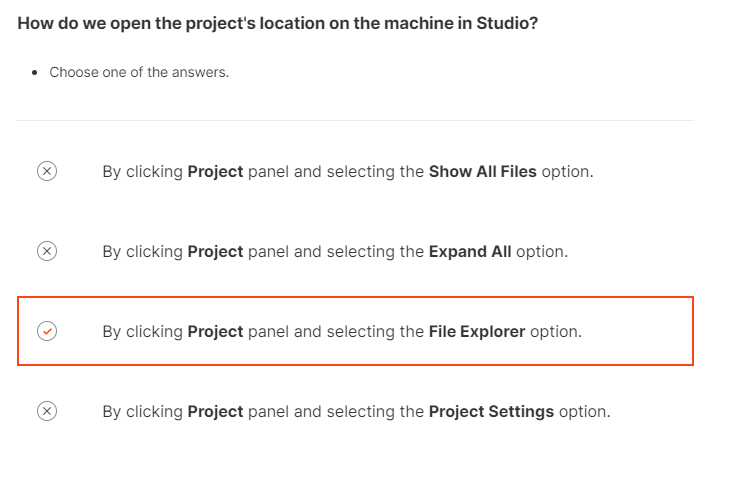 How do we open the project's location on the machine in Studio?
Choose one of the answers.
By clicking Project panel and selecting the Show All Files option.
By clicking Project panel and selecting the Expand All option.
By clicking Project panel and selecting the File Explorer option.
By clicking Project panel and selecting the Project Settings option.